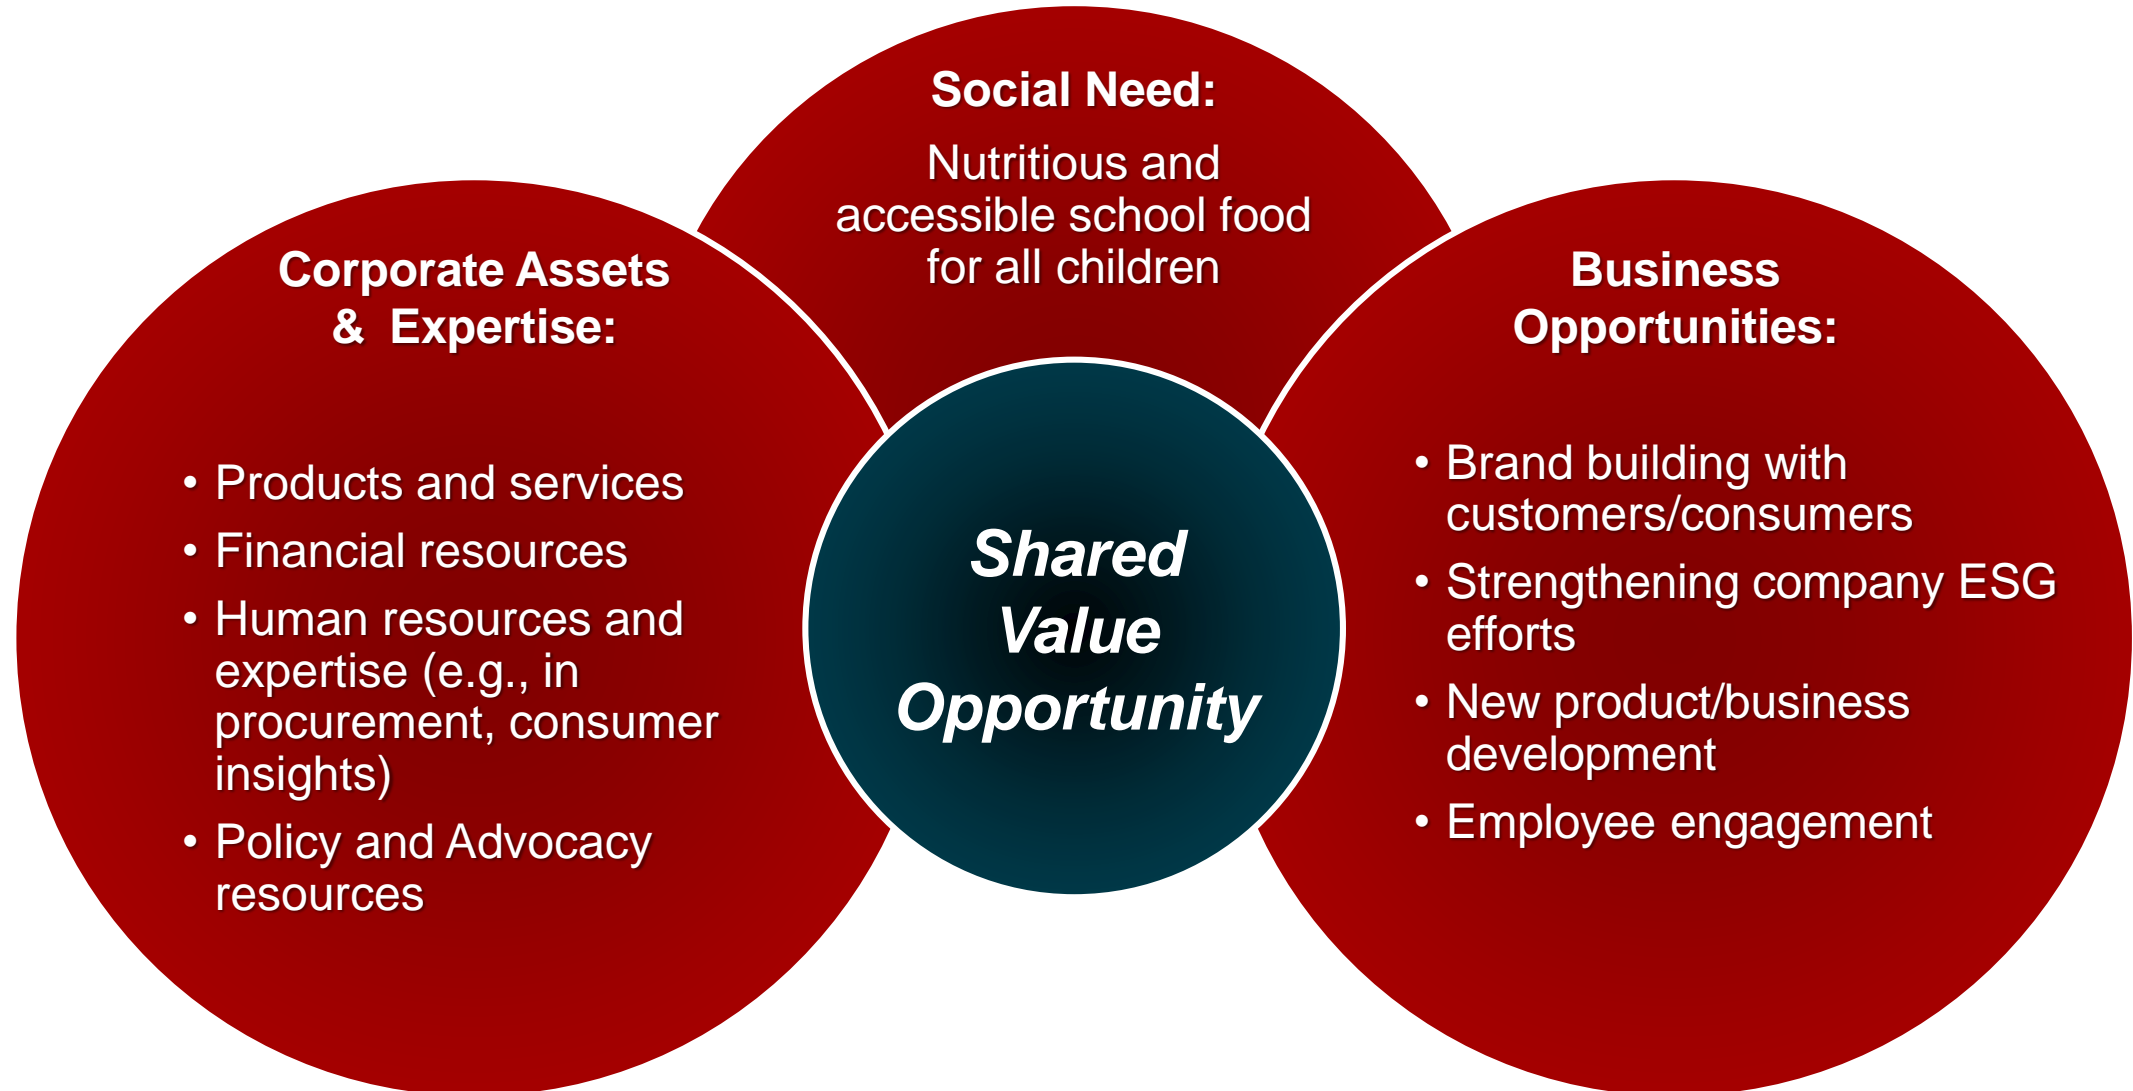 Social Need:
Nutritious and
accessible school food
for all children
Corporate Assets
&  Expertise:
• Products and services
• Financial resources
• Human resources and
expertise (e.g., in
procurement, consumer
insights)
• Policy and Advocacy
resources
Shared
Value
Opportunity
Business
Opportunities:
• Brand building with
customers/consumers
• Strengthening company ESG
efforts
• New product/business
development
• Employee engagement